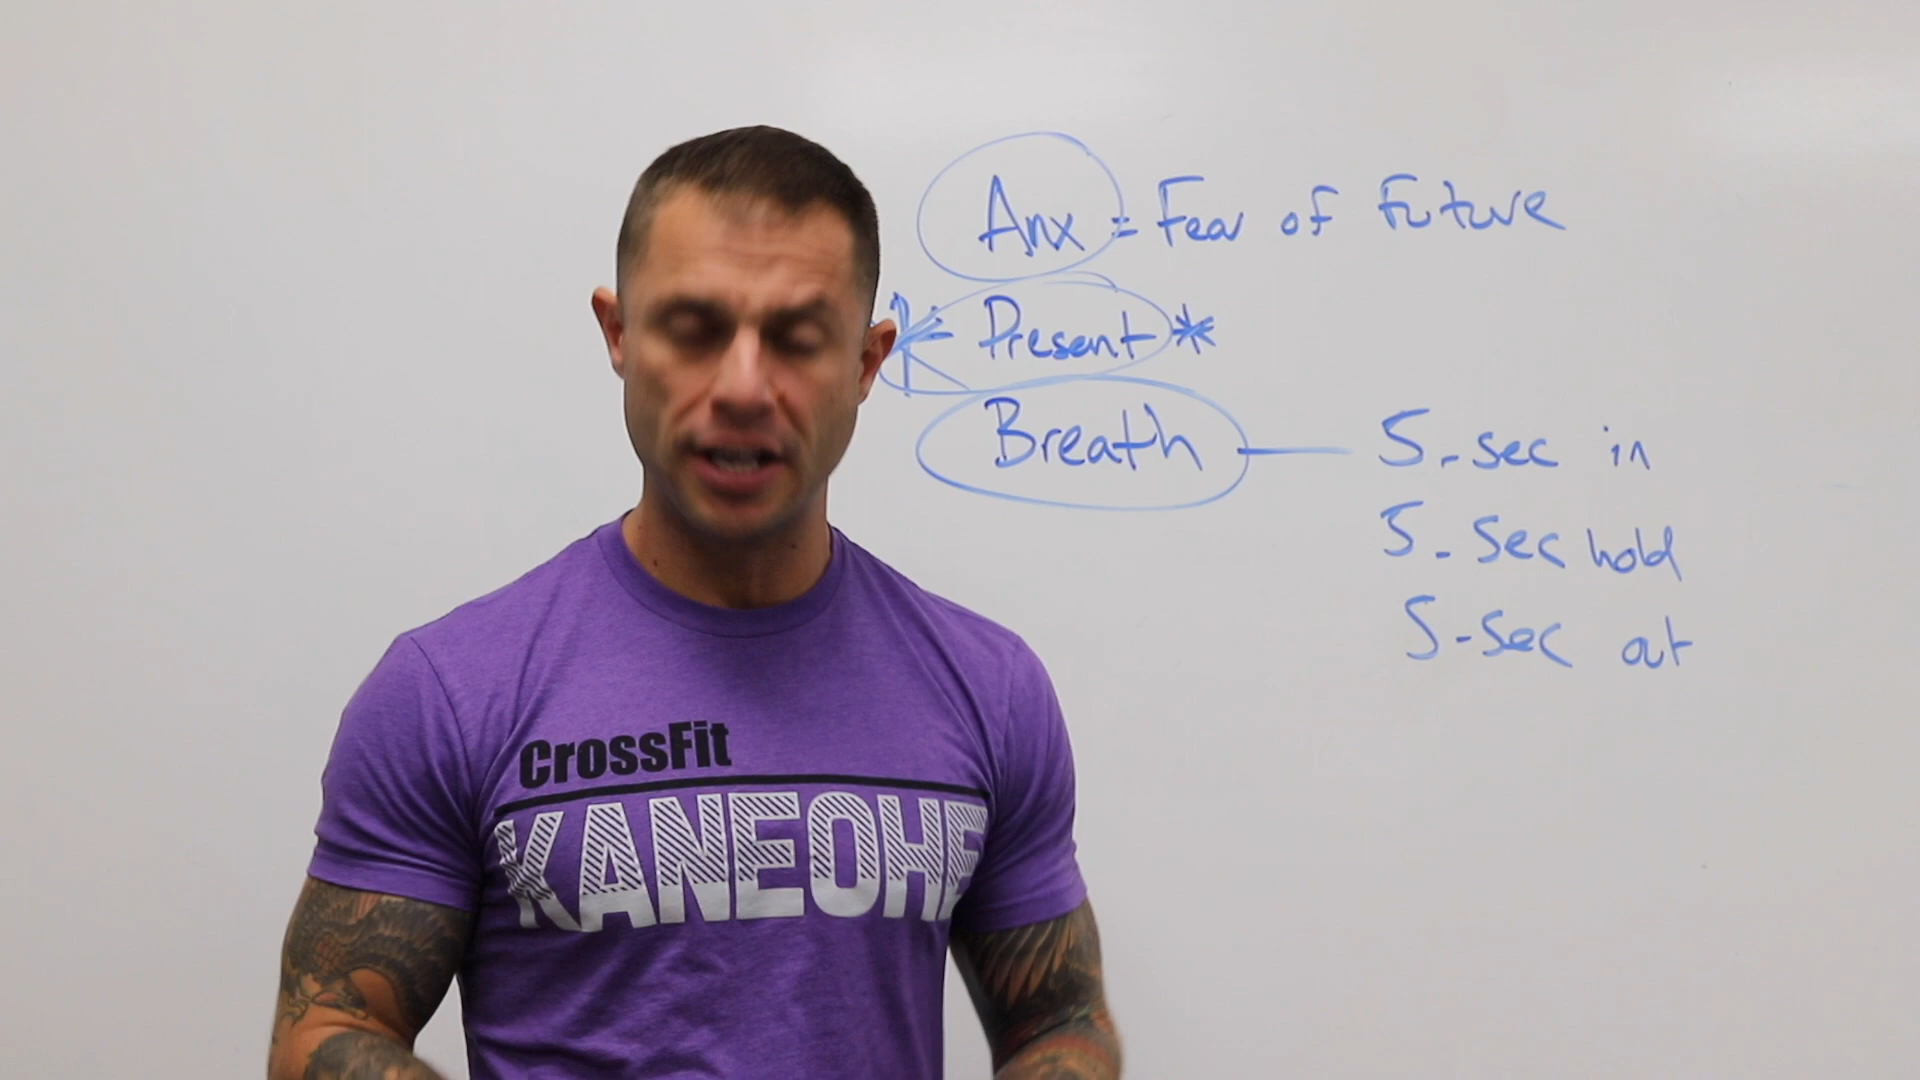 Anx = Fear of Future
* Present *
Breath — 5-sec in
5-sec hold
5-sec out
CrossFit
KANEOHE